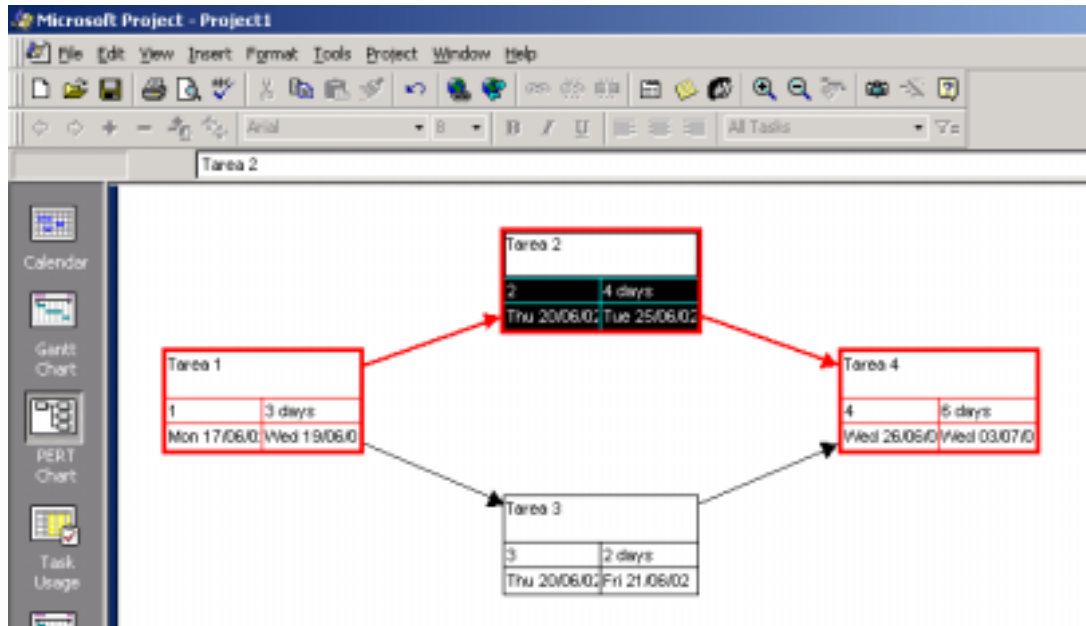 Microsoft Project - Project1
File Edit View Insert Format Tools Project Window Help
Arial 8 B I U All Tasks
Tarea 2
Calendar
Gantt
Chart
PERT
Chart
Task
Usage
Tarea 2
2 4 days
Thu 20/06/02 Tue 25/06/02
Tarea 1
1 3 days
Mon 17/06/0 Wed 19/06/0
Tarea 4
4 6 days
Wed 26/06/0 Wed 03/07/0
Tarea 3
3 2 days
Thu 20/06/02 Fri 21/06/02